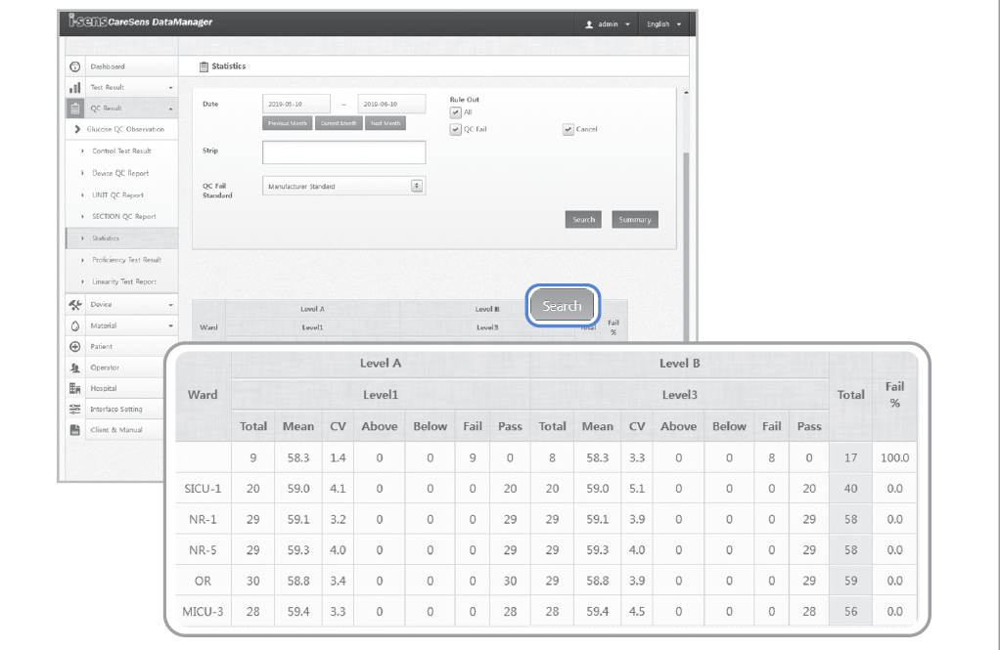 i-sens CareSens DataManager
admin English
Dashboard
Statistics
Test Result
QC Result
Glucose QC Observation
Control Test Result
Device QC Report
UNIT QC Report
SECTION QC Report
Statistics
Proficiency Test Result
Linearity Test Report
Device
Material
Patient
Operator
Hospital
Interface Setting
Client & Manual
Date 2019-05-10 - 2019-06-10
Previous Month Current Month Next Month
Rule Out
All
QC Fail Cancel
Strip
QC Fail Standard Manufacturer Standard
Search Summary
Search
Level A Level B
Ward Level1 Level3 Total Fail %
Level A Level B
Ward Level1 Level3 Total Fail %
Total Mean CV Above Below Fail Pass Total Mean CV Above Below Fail Pass
9 58.3 1.4 0 0 9 0 8 58.3 3.3 0 0 8 0 17 100.0
SICU-1 20 59.0 4.1 0 0 0 20 20 59.0 5.1 0 0 0 20 40 0.0
NR-1 29 59.1 3.2 0 0 0 29 29 59.1 3.9 0 0 0 29 58 0.0
NR-5 29 59.3 4.0 0 0 0 29 29 59.3 4.0 0 0 0 29 58 0.0
OR 30 58.8 3.4 0 0 0 30 29 58.8 3.9 0 0 0 29 59 0.0
MICU-3 28 59.4 3.3 0 0 0 28 28 59.4 4.5 0 0 0 28 56 0.0